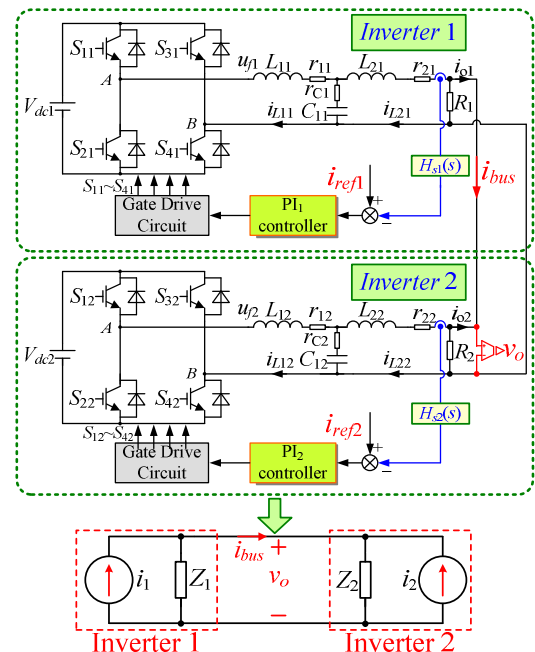 Inverter 1
S11 S31 uf1 L11 r11 L21 r21 io1
A rC1
Vdc1 C11 R1
B iL11 iL21
S21 S41 Hs1(s)
S11~S41 iref1 ibus
Gate Drive Circuit PI1 controller + −
Inverter 2
S12 S32 uf2 L12 r12 L22 r22 io2
A rC2
Vdc2 C12 R2 vo
B iL12 iL22
S22 S42 Hs2(s)
S12~S42 iref2
Gate Drive Circuit PI2 controller + −
ibus +
i1 Z1 vo Z2 i2
−
Inverter 1 Inverter 2